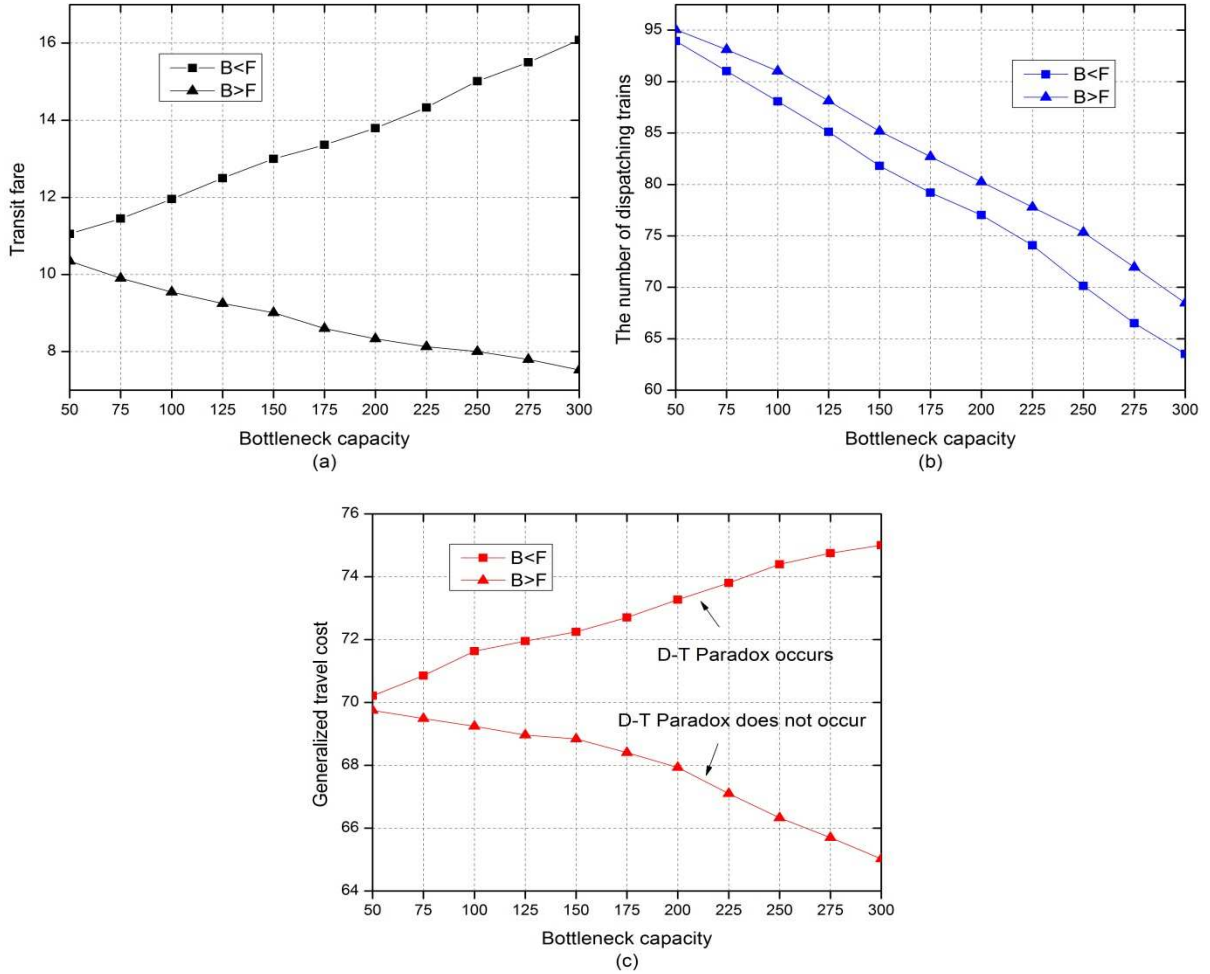 16
14
12
10
8
Transit fare
B<F
B>F
50 75 100 125 150 175 200 225 250 275 300
Bottleneck capacity
(a)
95
90
85
80
75
70
65
60
The number of dispatching trains
B<F
B>F
50 75 100 125 150 175 200 225 250 275 300
Bottleneck capacity
(b)
76
74
72
70
68
66
64
Generalized travel cost
B<F
B>F
D-T Paradox occurs
D-T Paradox does not occur
50 75 100 125 150 175 200 225 250 275 300
Bottleneck capacity
(c)